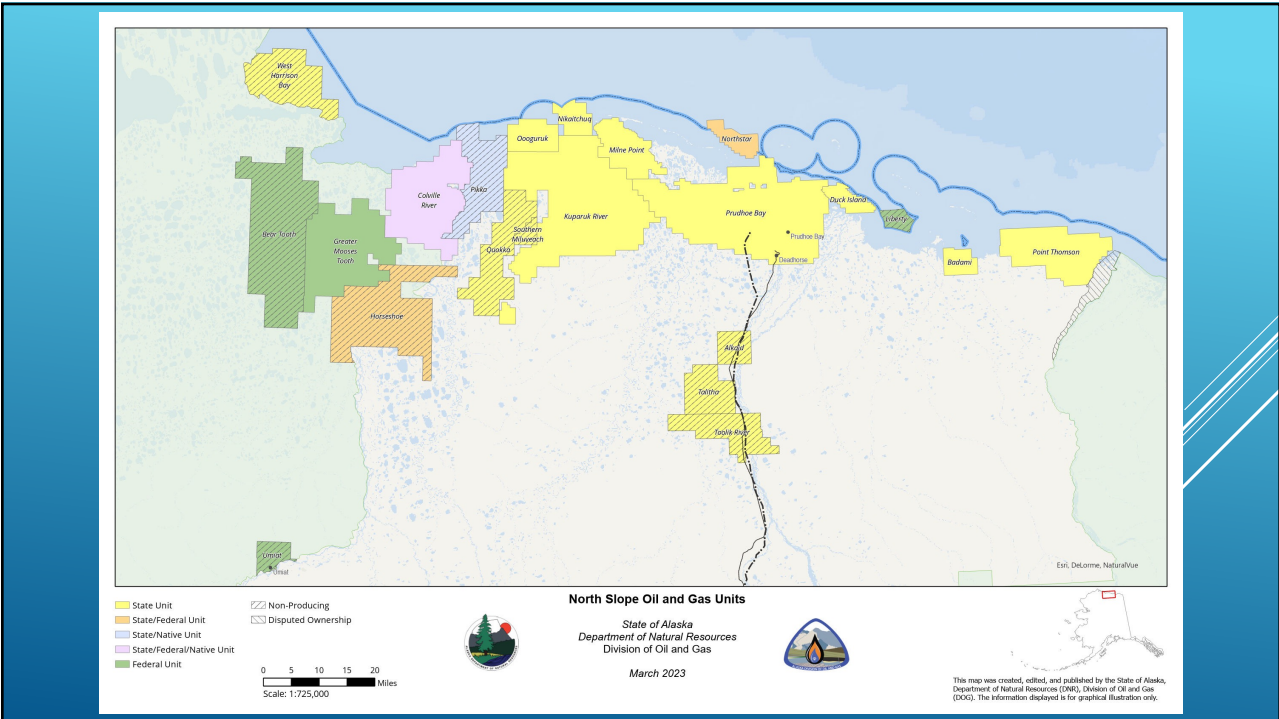 West
Harrison
Bay
Nikaitchuq
Oooguruk
Milne Point
Northstar
Colville
River
Pikka
Bear Tooth
Greater
Mooses
Tooth
Quokka
Southern
Miluveach
Kuparuk River
Prudhoe Bay
Prudhoe Bay
Deadhorse
Duck Island
Liberty
Badami
Point Thomson
Horseshoe
Alkaid
Talitha
Toolik River
Umiat
Umiat
Esri, DeLorme, NaturalVue
State Unit
State/Federal Unit
State/Native Unit
State/Federal/Native Unit
Federal Unit
Non-Producing
Disputed Ownership
0 5 10 15 20
Miles
Scale: 1:725,000
North Slope Oil and Gas Units
State of Alaska
Department of Natural Resources
Division of Oil and Gas
March 2023
This map was created, edited, and published by the State of Alaska,
Department of Natural Resources (DNR), Division of Oil and Gas
(DOG). The information displayed is for graphical illustration only.